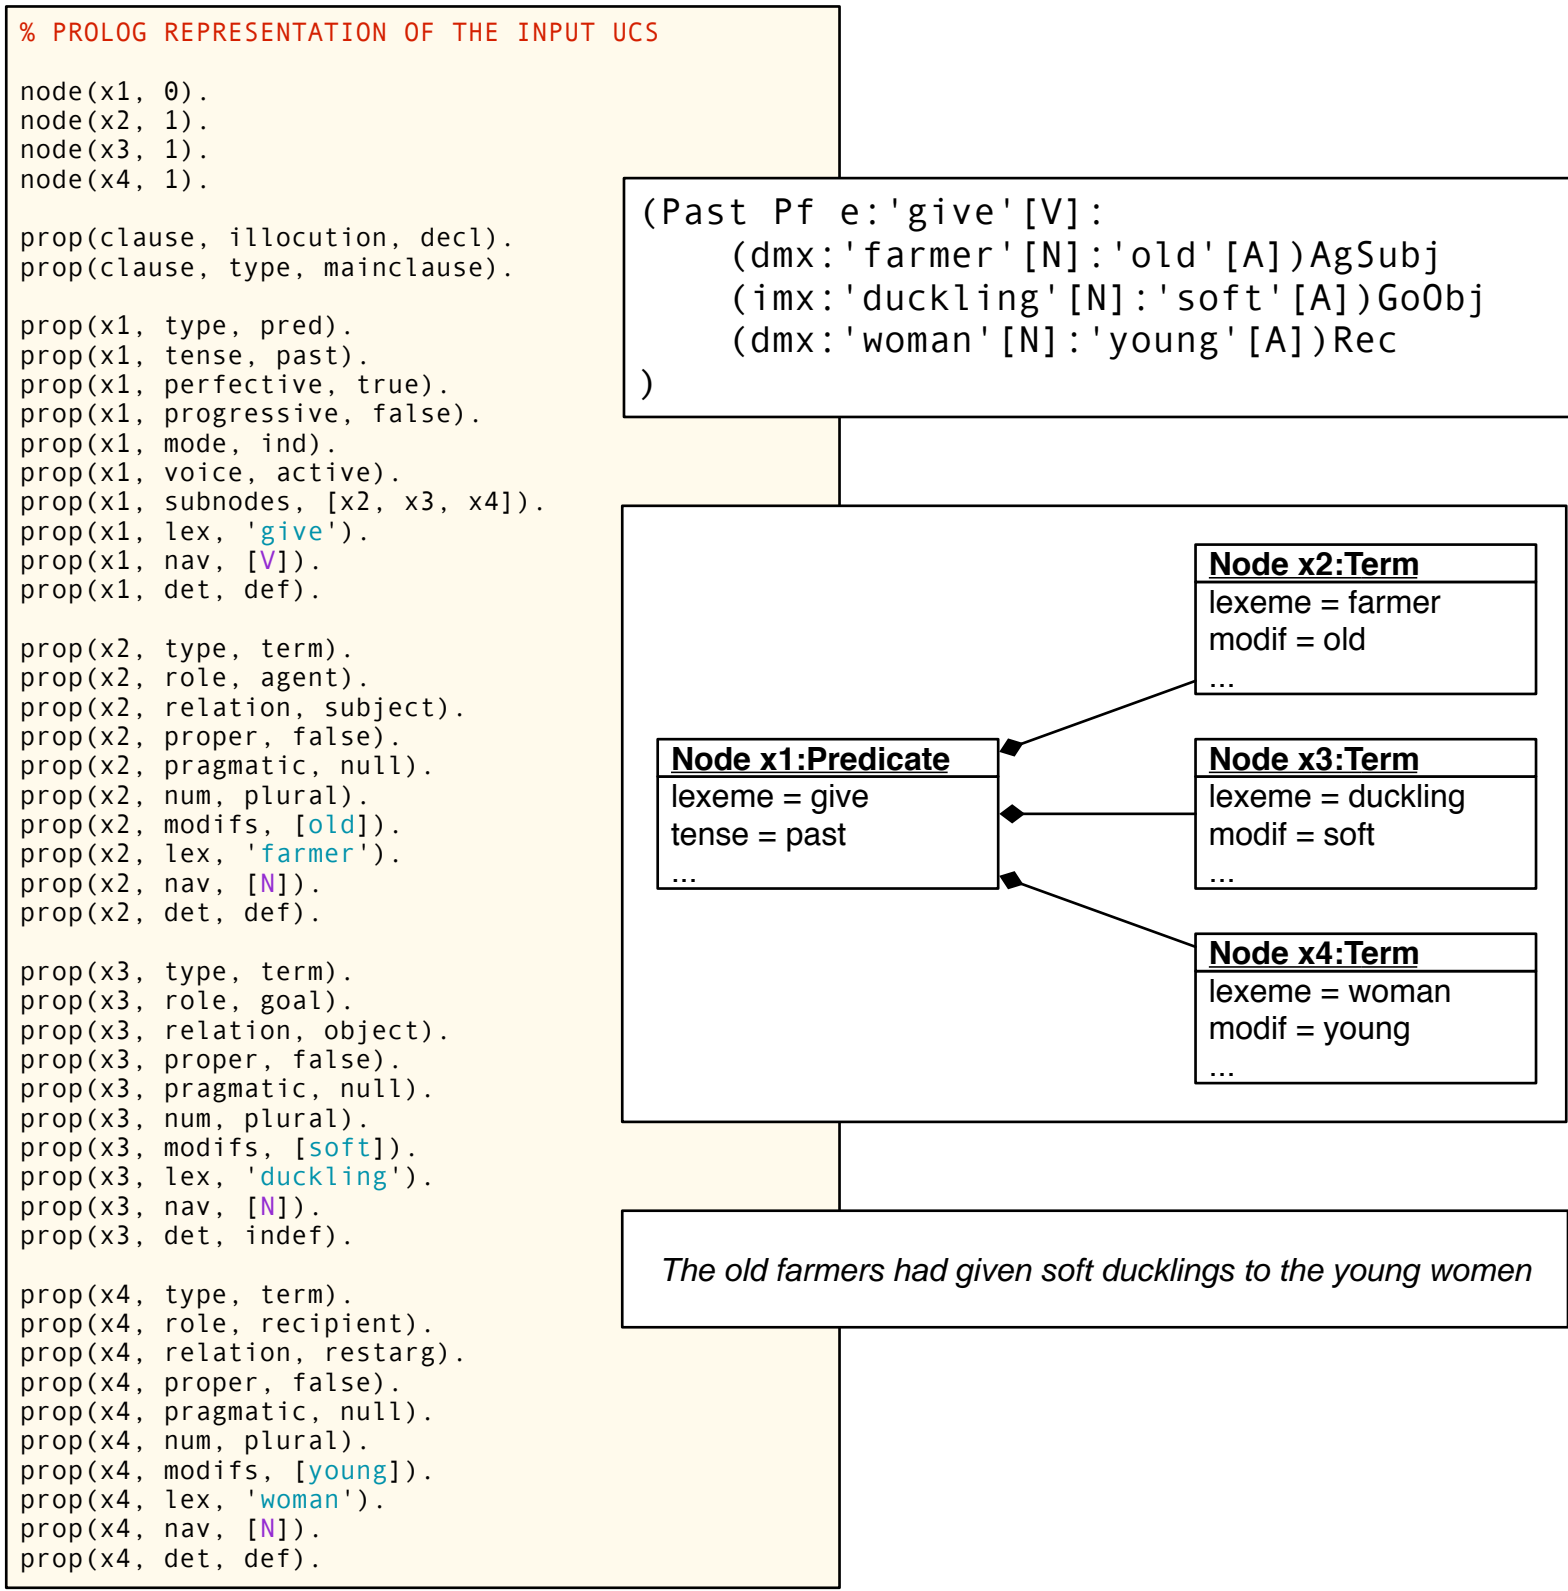 % PROLOG REPRESENTATION OF THE INPUT UCS
node(x1, 0).
node(x2, 1).
node(x3, 1).
node(x4, 1).
prop(clause, illocution, decl).
prop(clause, type, mainclause).
prop(x1, type, pred).
prop(x1, tense, past).
prop(x1, perfective, true).
prop(x1, progressive, false).
prop(x1, mode, ind).
prop(x1, voice, active).
prop(x1, subnodes, [x2, x3, x4]).
prop(x1, lex, 'give').
prop(x1, nav, [V]).
prop(x1, det, def).
prop(x2, type, term).
prop(x2, role, agent).
prop(x2, relation, subject).
prop(x2, proper, false).
prop(x2, pragmatic, null).
prop(x2, num, plural).
prop(x2, modifs, [old]).
prop(x2, lex, 'farmer').
prop(x2, nav, [N]).
prop(x2, det, def).
prop(x3, type, term).
prop(x3, role, goal).
prop(x3, relation, object).
prop(x3, proper, false).
prop(x3, pragmatic, null).
prop(x3, num, plural).
prop(x3, modifs, [soft]).
prop(x3, lex, 'duckling').
prop(x3, nav, [N]).
prop(x3, det, indef).
prop(x4, type, term).
prop(x4, role, recipient).
prop(x4, relation, restarg).
prop(x4, proper, false).
prop(x4, pragmatic, null).
prop(x4, num, plural).
prop(x4, modifs, [young]).
prop(x4, lex, 'woman').
prop(x4, nav, [N]).
prop(x4, det, def).
(Past Pf e:'give'[V]:
(dmx:'farmer'[N]:'old'[A])AgSubj
(imx:'duckling'[N]:'soft'[A])GoObj
(dmx:'woman'[N]:'young'[A])Rec
)
Node x1:Predicate
lexeme = give
tense = past
...
Node x2:Term
lexeme = farmer
modif = old
...
Node x3:Term
lexeme = duckling
modif = soft
...
Node x4:Term
lexeme = woman
modif = young
...
The old farmers had given soft ducklings to the young women